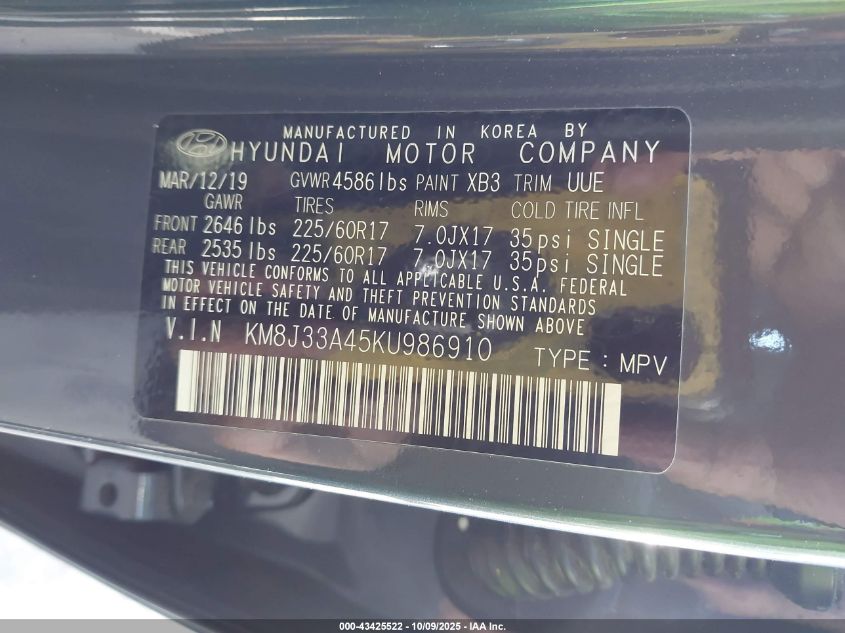 MANUFACTURED IN KOREA BY
HYUNDAI MOTOR COMPANY
MAR/12/19 GVWR 4586 lbs PAINT XB3 TRIM UUE
GAWR TIRES RIMS COLD TIRE INFL
FRONT 2646 lbs 225/60R17 7.0JX17 35psi SINGLE
REAR 2535 lbs 225/60R17 7.0JX17 35psi SINGLE
THIS VEHICLE CONFORMS TO ALL APPLICABLE U.S.A. FEDERAL
MOTOR VEHICLE SAFETY AND THEFT PREVENTION STANDARDS
IN EFFECT ON THE DATE OF MANUFACTURE SHOWN ABOVE
V.I.N KM8J33A45KU986910 TYPE : MPV
000-43425522 - 10/09/2025 - IAA Inc.